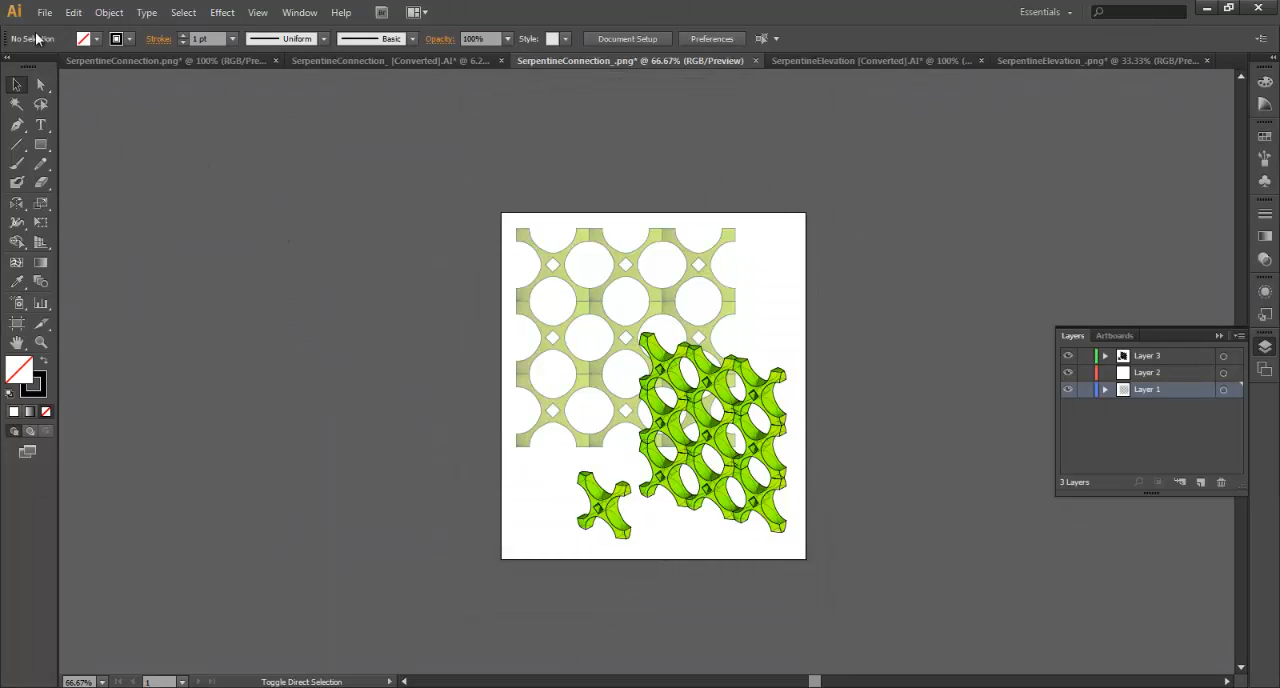 Ai File Edit Object Type Select Effect View Window Help Br Essentials
No Selection Stroke: 1 pt Uniform Basic Opacity: 100% Style: Document Setup Preferences
SerpentineConnection.png* @ 100% (RGB/Pre... SerpentineConnection_ [Converted].AI* @ 6.2... SerpentineConnection_.png* @ 66.67% (RGB/Preview) SerpentineElevation [Converted].AI* @ 100% (... SerpentineElevation_.png* @ 33.33% (RGB/Pre...
Layers Artboards
Layer 3
Layer 2
Layer 1
3 Layers
66.67% 1 Toggle Direct Selection